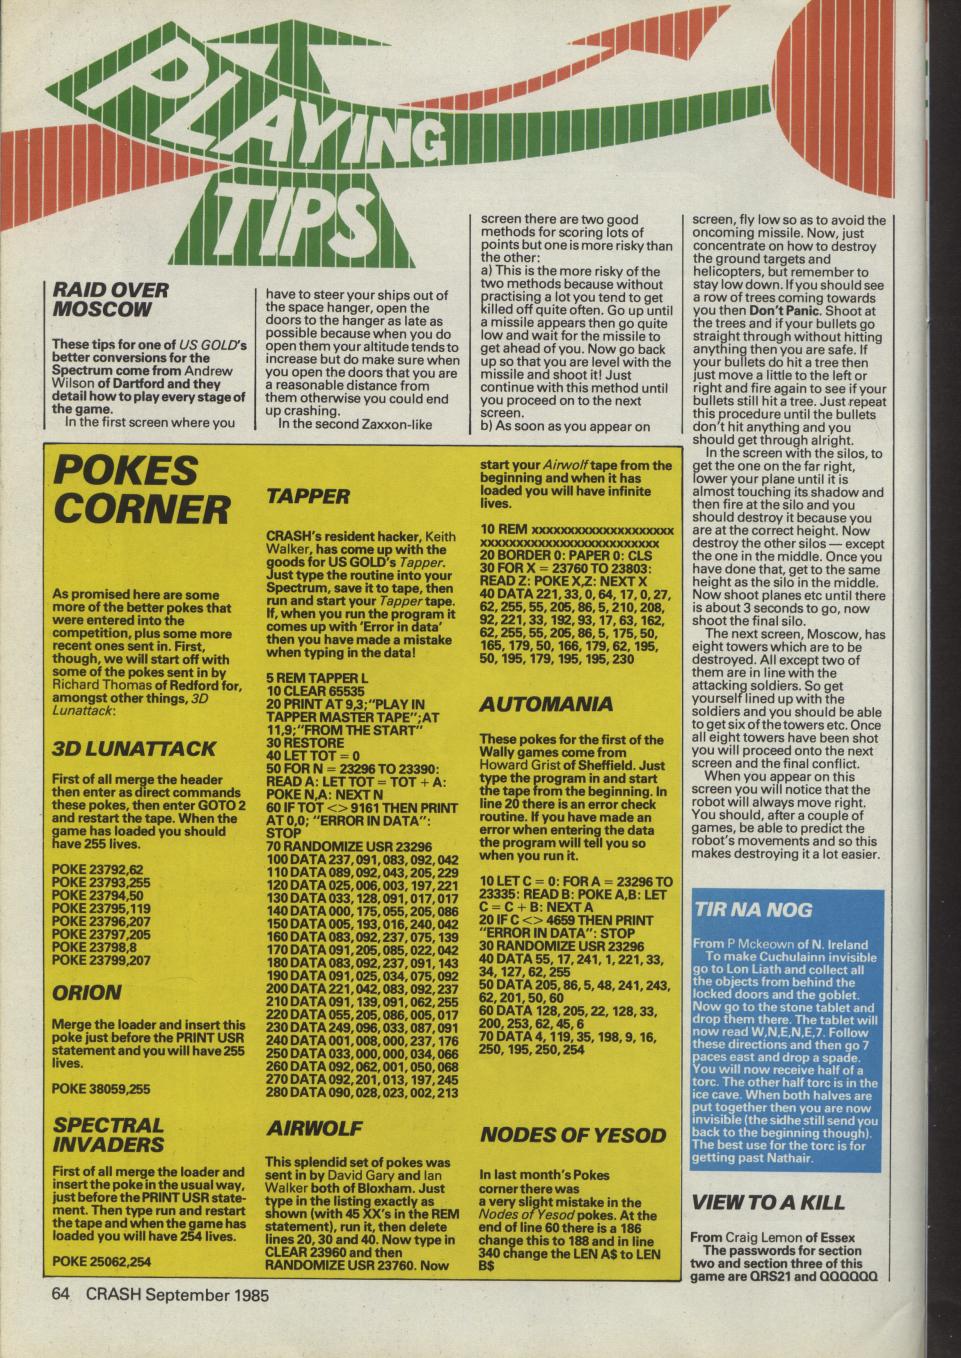 PLAYING
TIPS
RAID OVER
MOSCOW
These tips for one of US GOLD's
better conversions for the
Spectrum come from Andrew
Wilson of Dartford and they
detail how to play every stage of
the game.
In the first screen where you
have to steer your ships out of
the space hanger, open the
doors to the hanger as late as
possible because when you do
open them your altitude tends to
increase but do make sure when
you open the doors that you are
a reasonable distance from
them otherwise you could end
up crashing.
In the second Zaxxon-like
screen there are two good
methods for scoring lots of
points but one is more risky than
the other:
a) This is the more risky of the
two methods because without
practising a lot you tend to get
killed off quite often. Go up until
a missile appears then go quite
low and wait for the missile to
get ahead of you. Now go back
up so that you are level with the
missile and shoot it! Just
continue with this method until
you proceed on to the next
screen.
b) As soon as you appear on
screen, fly low so as to avoid the
oncoming missile. Now, just
concentrate on how to destroy
the ground targets and
helicopters, but remember to
stay low down. If you should see
a row of trees coming towards
you then Don't Panic. Shoot at
the trees and if your bullets go
straight through without hitting
anything then you are safe. If
your bullets do hit a tree then
just move a little to the left or
right and fire again to see if your
bullets still hit a tree. Just repeat
this procedure until the bullets
don't hit anything and you
should get through alright.
In the screen with the silos, to
get the one on the far right,
lower your plane until it is
almost touching its shadow and
then fire at the silo and you
should destroy it because you
are at the correct height. Now
destroy the other silos — except
the one in the middle. Once you
have done that, get to the same
height as the silo in the middle.
Now shoot planes etc until there
is about 3 seconds to go, now
shoot the final silo.
The next screen, Moscow, has
eight towers which are to be
destroyed. All except two of
them are in line with the
attacking soldiers. So get
yourself lined up with the
soldiers and you should be able
to get six of the towers etc. Once
all eight towers have been shot
you will proceed onto the next
screen and the final conflict.
When you appear on this
screen you will notice that the
robot will always move right.
You should, after a couple of
games, be able to predict the
robot's movements and so this
makes destroying it a lot easier.
POKES
CORNER
As promised here are some
more of the better pokes that
were entered into the
competition, plus some more
recent ones sent in. First,
though, we will start off with
some of the pokes sent in by
Richard Thomas of Redford for,
amongst other things, 3D
Lunattack:
3D LUNATTACK
First of all merge the header
then enter as direct commands
these pokes, then enter GOTO 2
and restart the tape. When the
game has loaded you should
have 255 lives.
POKE 23792,62
POKE 23793,255
POKE 23794,50
POKE 23795,119
POKE 23796,207
POKE 23797,205
POKE 23798,8
POKE 23799,207
ORION
Merge the loader and insert this
poke just before the PRINT USR
statement and you will have 255
lives.
POKE 38059,255
SPECTRAL
INVADERS
First of all merge the loader and
insert the poke in the usual way,
just before the PRINT USR state-
ment. Then type run and restart
the tape and when the game has
loaded you will have 254 lives.
POKE 25062,254
TAPPER
CRASH's resident hacker, Keith
Walker, has come up with the
goods for US GOLD's Tapper.
Just type the routine into your
Spectrum, save it to tape, then
run and start your Tapper tape.
If, when you run the program it
comes up with 'Error in data'
then you have made a mistake
when typing in the data!
5 REM TAPPER L
10 CLEAR 65535
20 PRINT AT 9,3;"PLAY IN
TAPPER MASTER TAPE";AT
11,9;"FROM THE START"
30 RESTORE
40 LET TOT = 0
50 FOR N = 23296 TO 23390:
READ A: LET TOT = TOT + A:
POKE N,A: NEXT N
60 IF TOT <> 9161 THEN PRINT
AT 0,0; "ERROR IN DATA":
STOP
70 RANDOMIZE USR 23296
100 DATA 237,091,083,092,042
110 DATA 089,092,043,205,229
120 DATA 025,006,003,197,221
130 DATA 033,128,091,017,017
140 DATA 000,175,055,205,086
150 DATA 005,193,016,240,042
160 DATA 083,092,237,075,139
170 DATA 091,205,085,022,042
180 DATA 083,092,237,091,143
190 DATA 091,025,034,075,092
200 DATA 221,042,083,092,237
210 DATA 091,139,091,062,255
220 DATA 055,205,086,005,017
230 DATA 249,096,033,087,091
240 DATA 001,008,000,237,176
250 DATA 033,000,000,034,066
260 DATA 092,062,001,050,068
270 DATA 092,201,013,197,245
280 DATA 090,028,023,002,213
AIRWOLF
This splendid set of pokes was
sent in by David Gary and Ian
Walker both of Bloxham. Just
type in the listing exactly as
shown (with 45 XX's in the REM
statement), run it, then delete
lines 20, 30 and 40. Now type in
CLEAR 23960 and then
RANDOMIZE USR 23760. Now
start your Airwolf tape from the
beginning and when it has
loaded you will have infinite
lives.
10 REM xxxxxxxxxxxxxxxxxxxx
xxxxxxxxxxxxxxxxxxxxxxxxx
20 BORDER 0: PAPER 0: CLS
30 FOR X = 23760 TO 23803:
READ Z: POKE X,Z: NEXT X
40 DATA 221, 33, 0, 64, 17, 0, 27,
62, 255, 55, 205, 86, 5, 210, 208,
92, 221, 33, 192, 93, 17, 63, 162,
62, 255, 55, 205, 86, 5, 175, 50,
165, 179, 50, 166, 179, 62, 195,
50, 195, 179, 195, 195, 230
AUTOMANIA
These pokes for the first of the
Wally games come from
Howard Grist of Sheffield. Just
type the program in and start
the tape from the beginning. In
line 20 there is an error check
routine. If you have made an
error when entering the data
the program will tell you so
when you run it.
10 LET C = 0: FOR A = 23296 TO
23335: READ B: POKE A,B: LET
C = C + B: NEXT A
20 IF C <> 4659 THEN PRINT
"ERROR IN DATA": STOP
30 RANDOMIZE USR 23296
40 DATA 55, 17, 241, 1, 221, 33,
34, 127, 62, 255
50 DATA 205, 86, 5, 48, 241, 243,
62, 201, 50, 60
60 DATA 128, 205, 22, 128, 33,
200, 253, 62, 45, 6
70 DATA 4, 119, 35, 198, 9, 16,
250, 195, 250, 254
NODES OF YESOD
In last month's Pokes
corner there was
a very slight mistake in the
Nodes of Yesod pokes. At the
end of line 60 there is a 186
change this to 188 and in line
340 change the LEN A$ to LEN
B$
TIR NA NOG
From P Mckeown of N. Ireland
To make Cuchulainn invisible
go to Lon Liath and collect all
the objects from behind the
locked doors and the goblet.
Now go to the stone tablet and
drop them there. The tablet will
now read W,N,E,N,E,7. Follow
these directions and then go 7
paces east and drop a spade.
You will now receive half of a
torc. The other half torc is in the
ice cave. When both halves are
put together then you are now
invisible (the sidhe still send you
back to the beginning though).
The best use for the torc is for
getting past Nathair.
VIEW TO A KILL
From Craig Lemon of Essex
The passwords for section
two and section three of this
game are QRS21 and QQQQQQ
64 CRASH September 1985